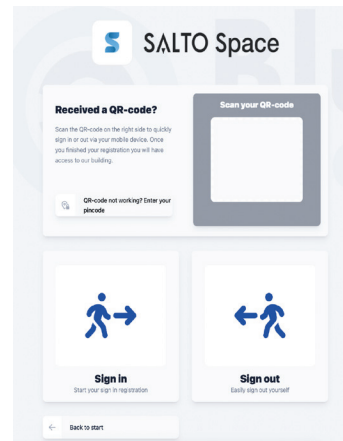 SALTO Space
Received a QR-code?
Scan the QR-code on the right side to quickly
sign in or out via your mobile device. Once
you finished your registration you will have
access to our building.
QR-code not working? Enter your
pincode
Scan your QR-code
Sign in
Start your sign in registration
Sign out
Easily sign out yourself
Back to start